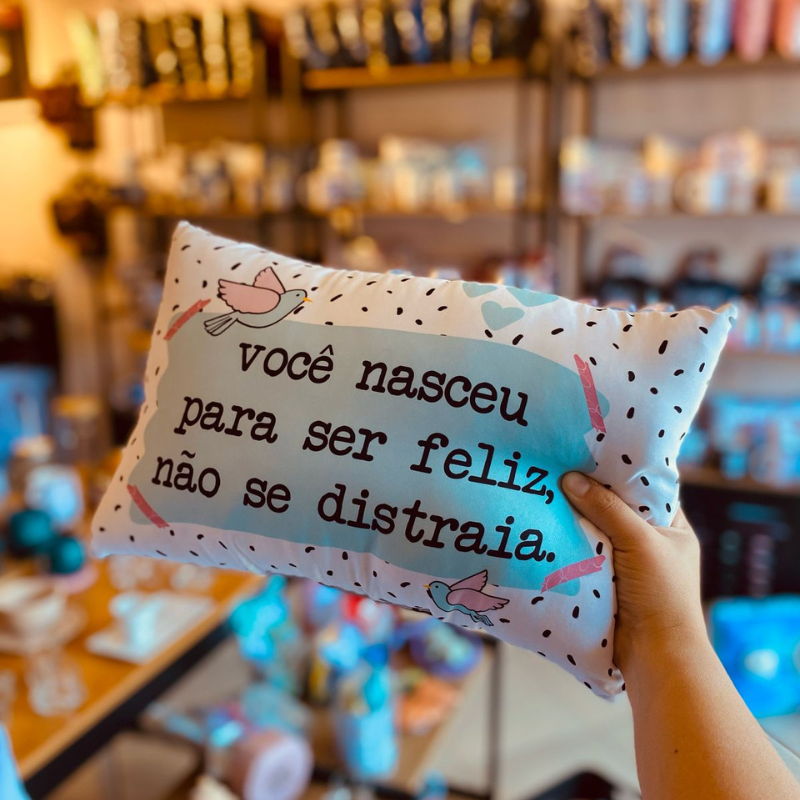 você nasceu
para ser feliz,
não se distraia.